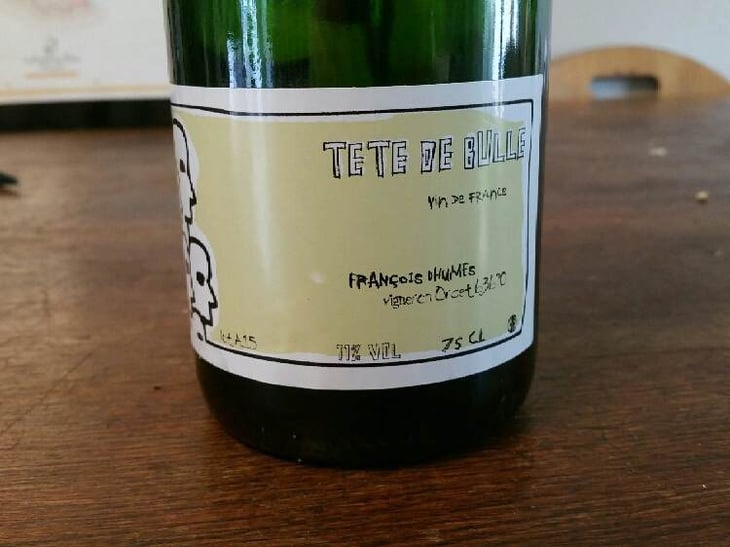 TETE DE BULLE
Vin DE FRANCE
FRANÇOIS DHUMES
vigneron Orcet 63670
11% VOL 75 CL